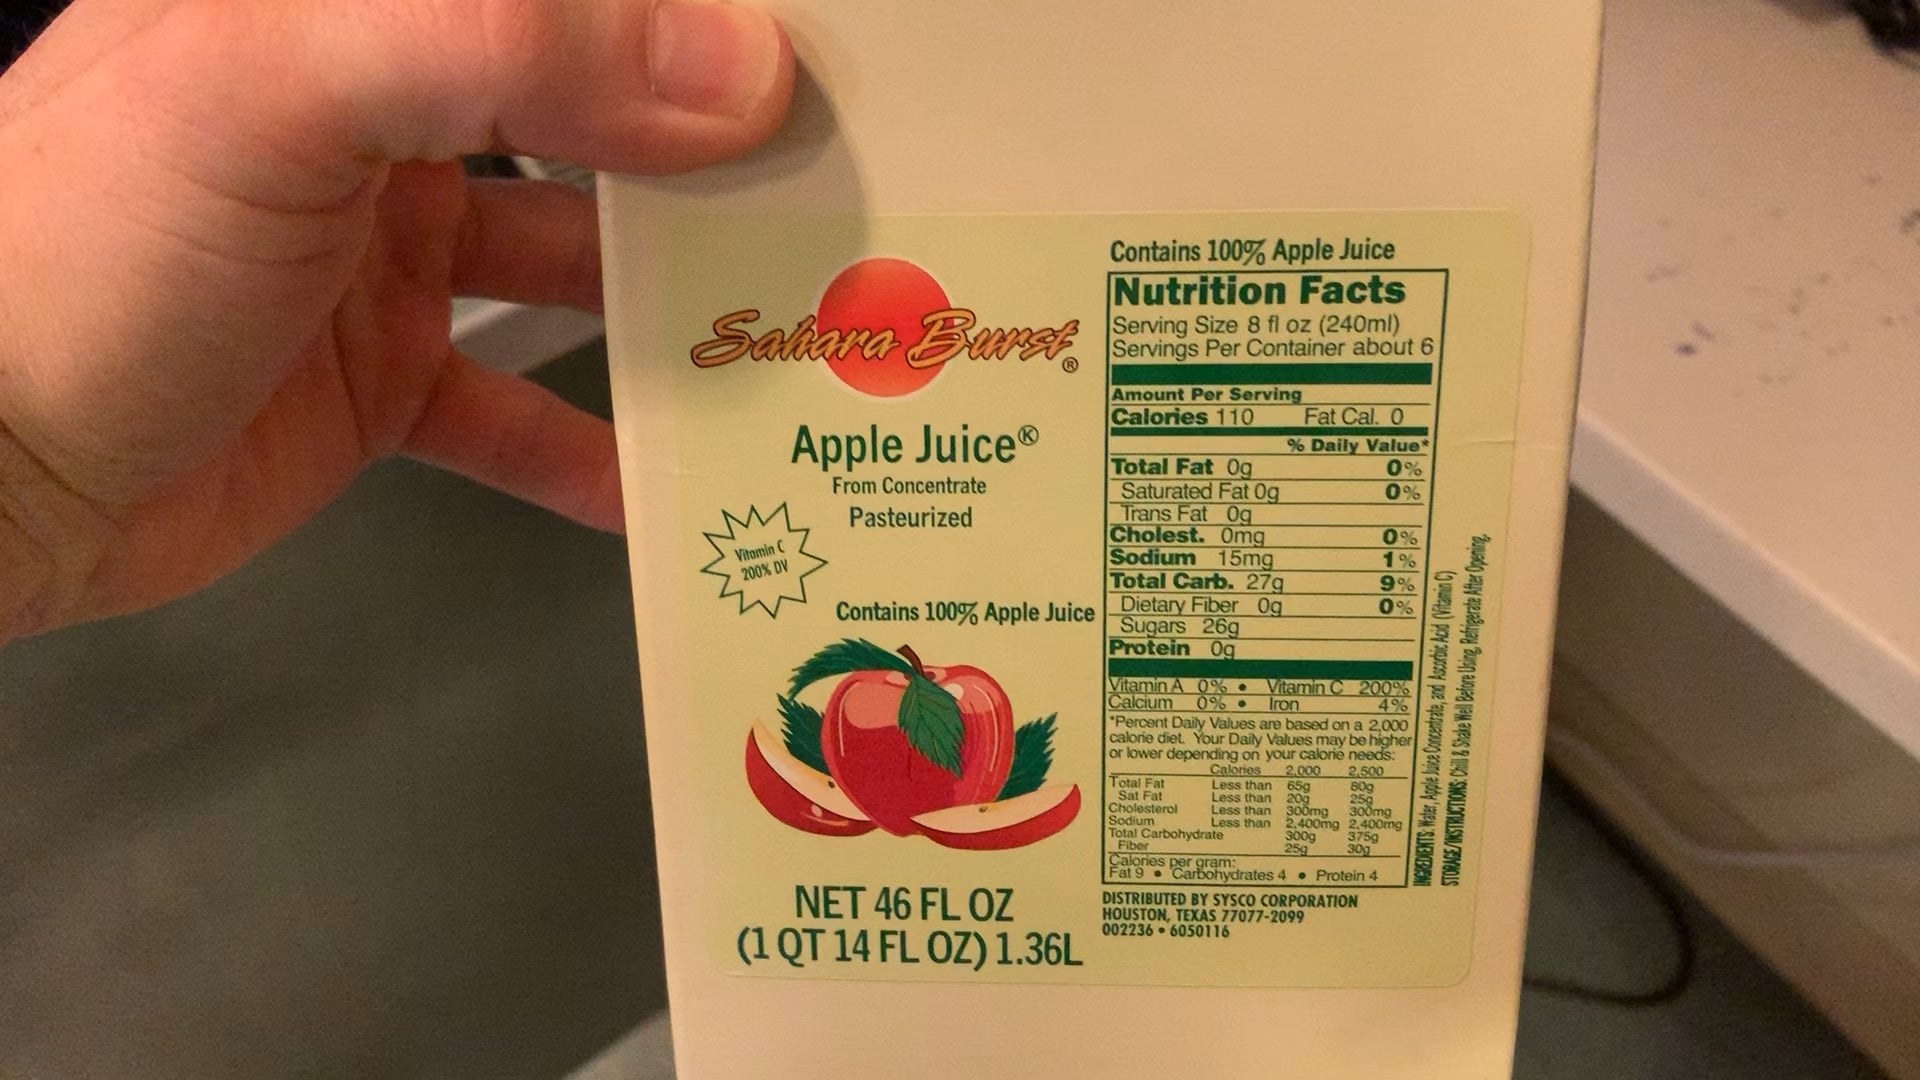 Sahara Burst®
Apple Juice Ⓚ
From Concentrate
Pasteurized
Vitamin C
200% DV
Contains 100% Apple Juice
NET 46 FL OZ
(1 QT 14 FL OZ) 1.36L
Contains 100% Apple Juice
Nutrition Facts
Serving Size 8 fl oz (240ml)
Servings Per Container about 6
Amount Per Serving
Calories 110 Fat Cal. 0
% Daily Value*
Total Fat 0g 0%
Saturated Fat 0g 0%
Trans Fat 0g
Cholest. 0mg 0%
Sodium 15mg 1%
Total Carb. 27g 9%
Dietary Fiber 0g 0%
Sugars 26g
Protein 0g
Vitamin A 0% • Vitamin C 200%
Calcium 0% • Iron 4%
*Percent Daily Values are based on a 2,000
calorie diet. Your Daily Values may be higher
or lower depending on your calorie needs:
Calories 2,000 2,500
Total Fat Less than 65g 80g
Sat Fat Less than 20g 25g
Cholesterol Less than 300mg 300mg
Sodium Less than 2,400mg 2,400mg
Total Carbohydrate 300g 375g
Fiber 25g 30g
Calories per gram:
Fat 9 • Carbohydrates 4 • Protein 4
DISTRIBUTED BY SYSCO CORPORATION
HOUSTON, TEXAS 77077-2099
002236 • 6050116
INGREDIENTS: Water, Apple Juice Concentrate, and Ascorbic Acid (Vitamin C)
STORAGE/INSTRUCTIONS: Chill & Shake Well Before Using, Refrigerate After Opening.